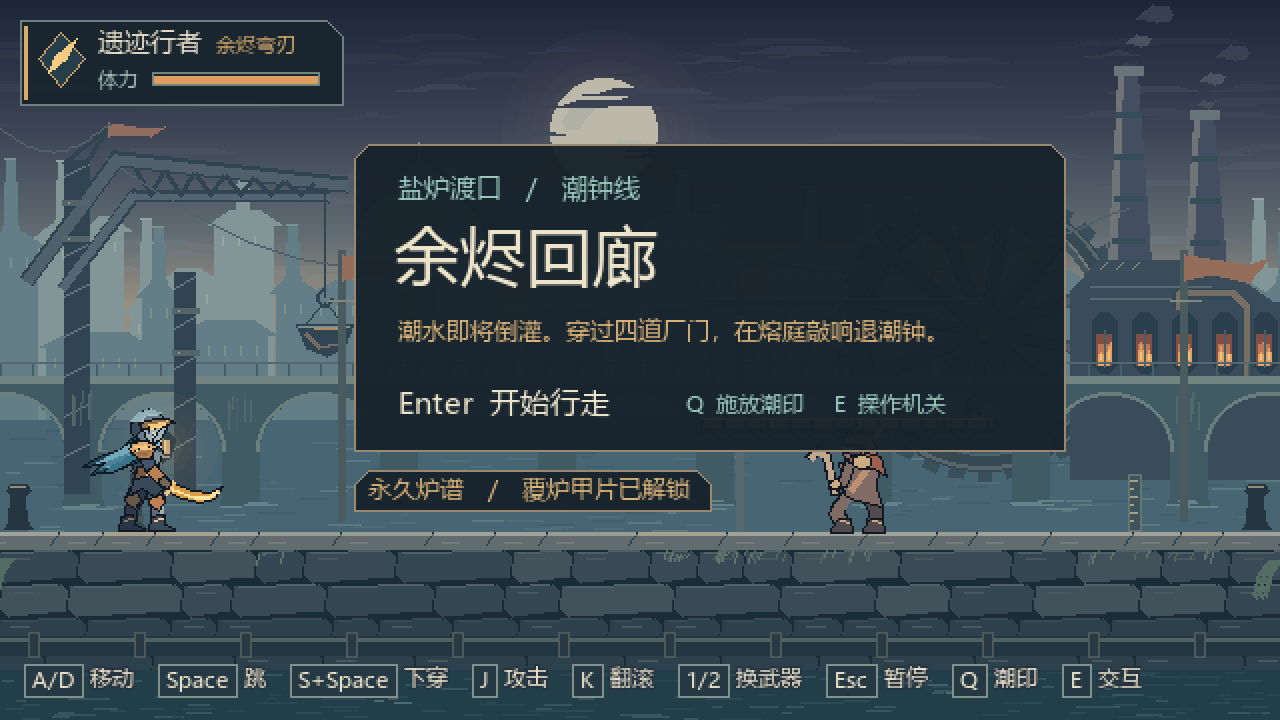 遗迹行者 余烬弯刃
体力
盐炉渡口 / 潮钟线
余烬回廊
潮水即将倒灌。穿过四道厂门，在熔庭敲响退潮钟。
Enter 开始行走 Q 施放潮印 E 操作机关
永久炉谱 / 覆炉甲片已解锁
A/D 移动 Space 跳 S+Space 下穿 J 攻击 K 翻滚 1/2 换武器 Esc 暂停 Q 潮印 E 交互